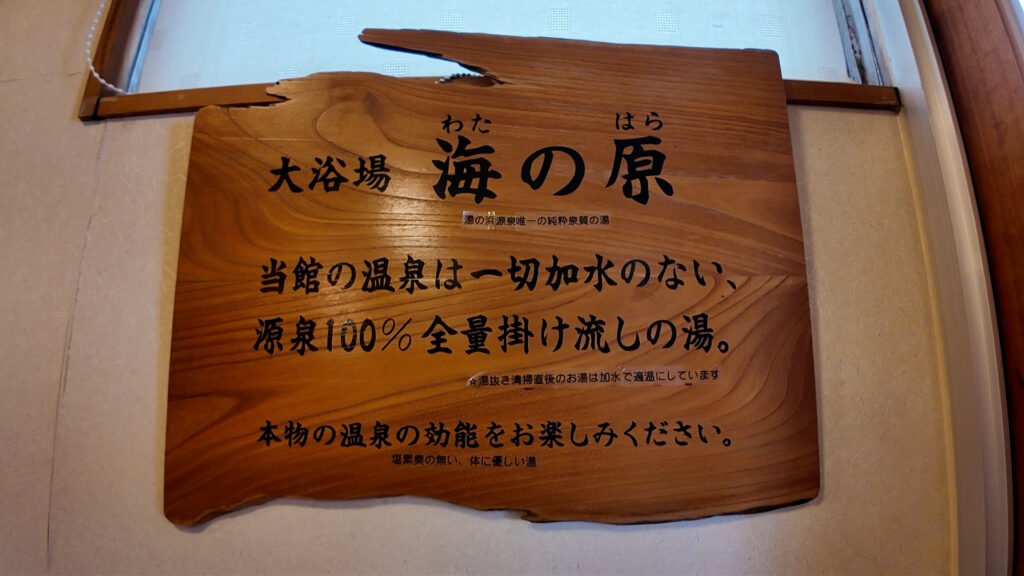 わた はら
大浴場 海の原
湯の浜源泉唯一の純粋泉質の湯
当館の温泉は一切加水のない、
源泉100%全量掛け流しの湯。
☆湯抜き清掃直後のお湯は加水で適温にしています
本物の温泉の効能をお楽しみください。
塩素臭の無い、体に優しい湯